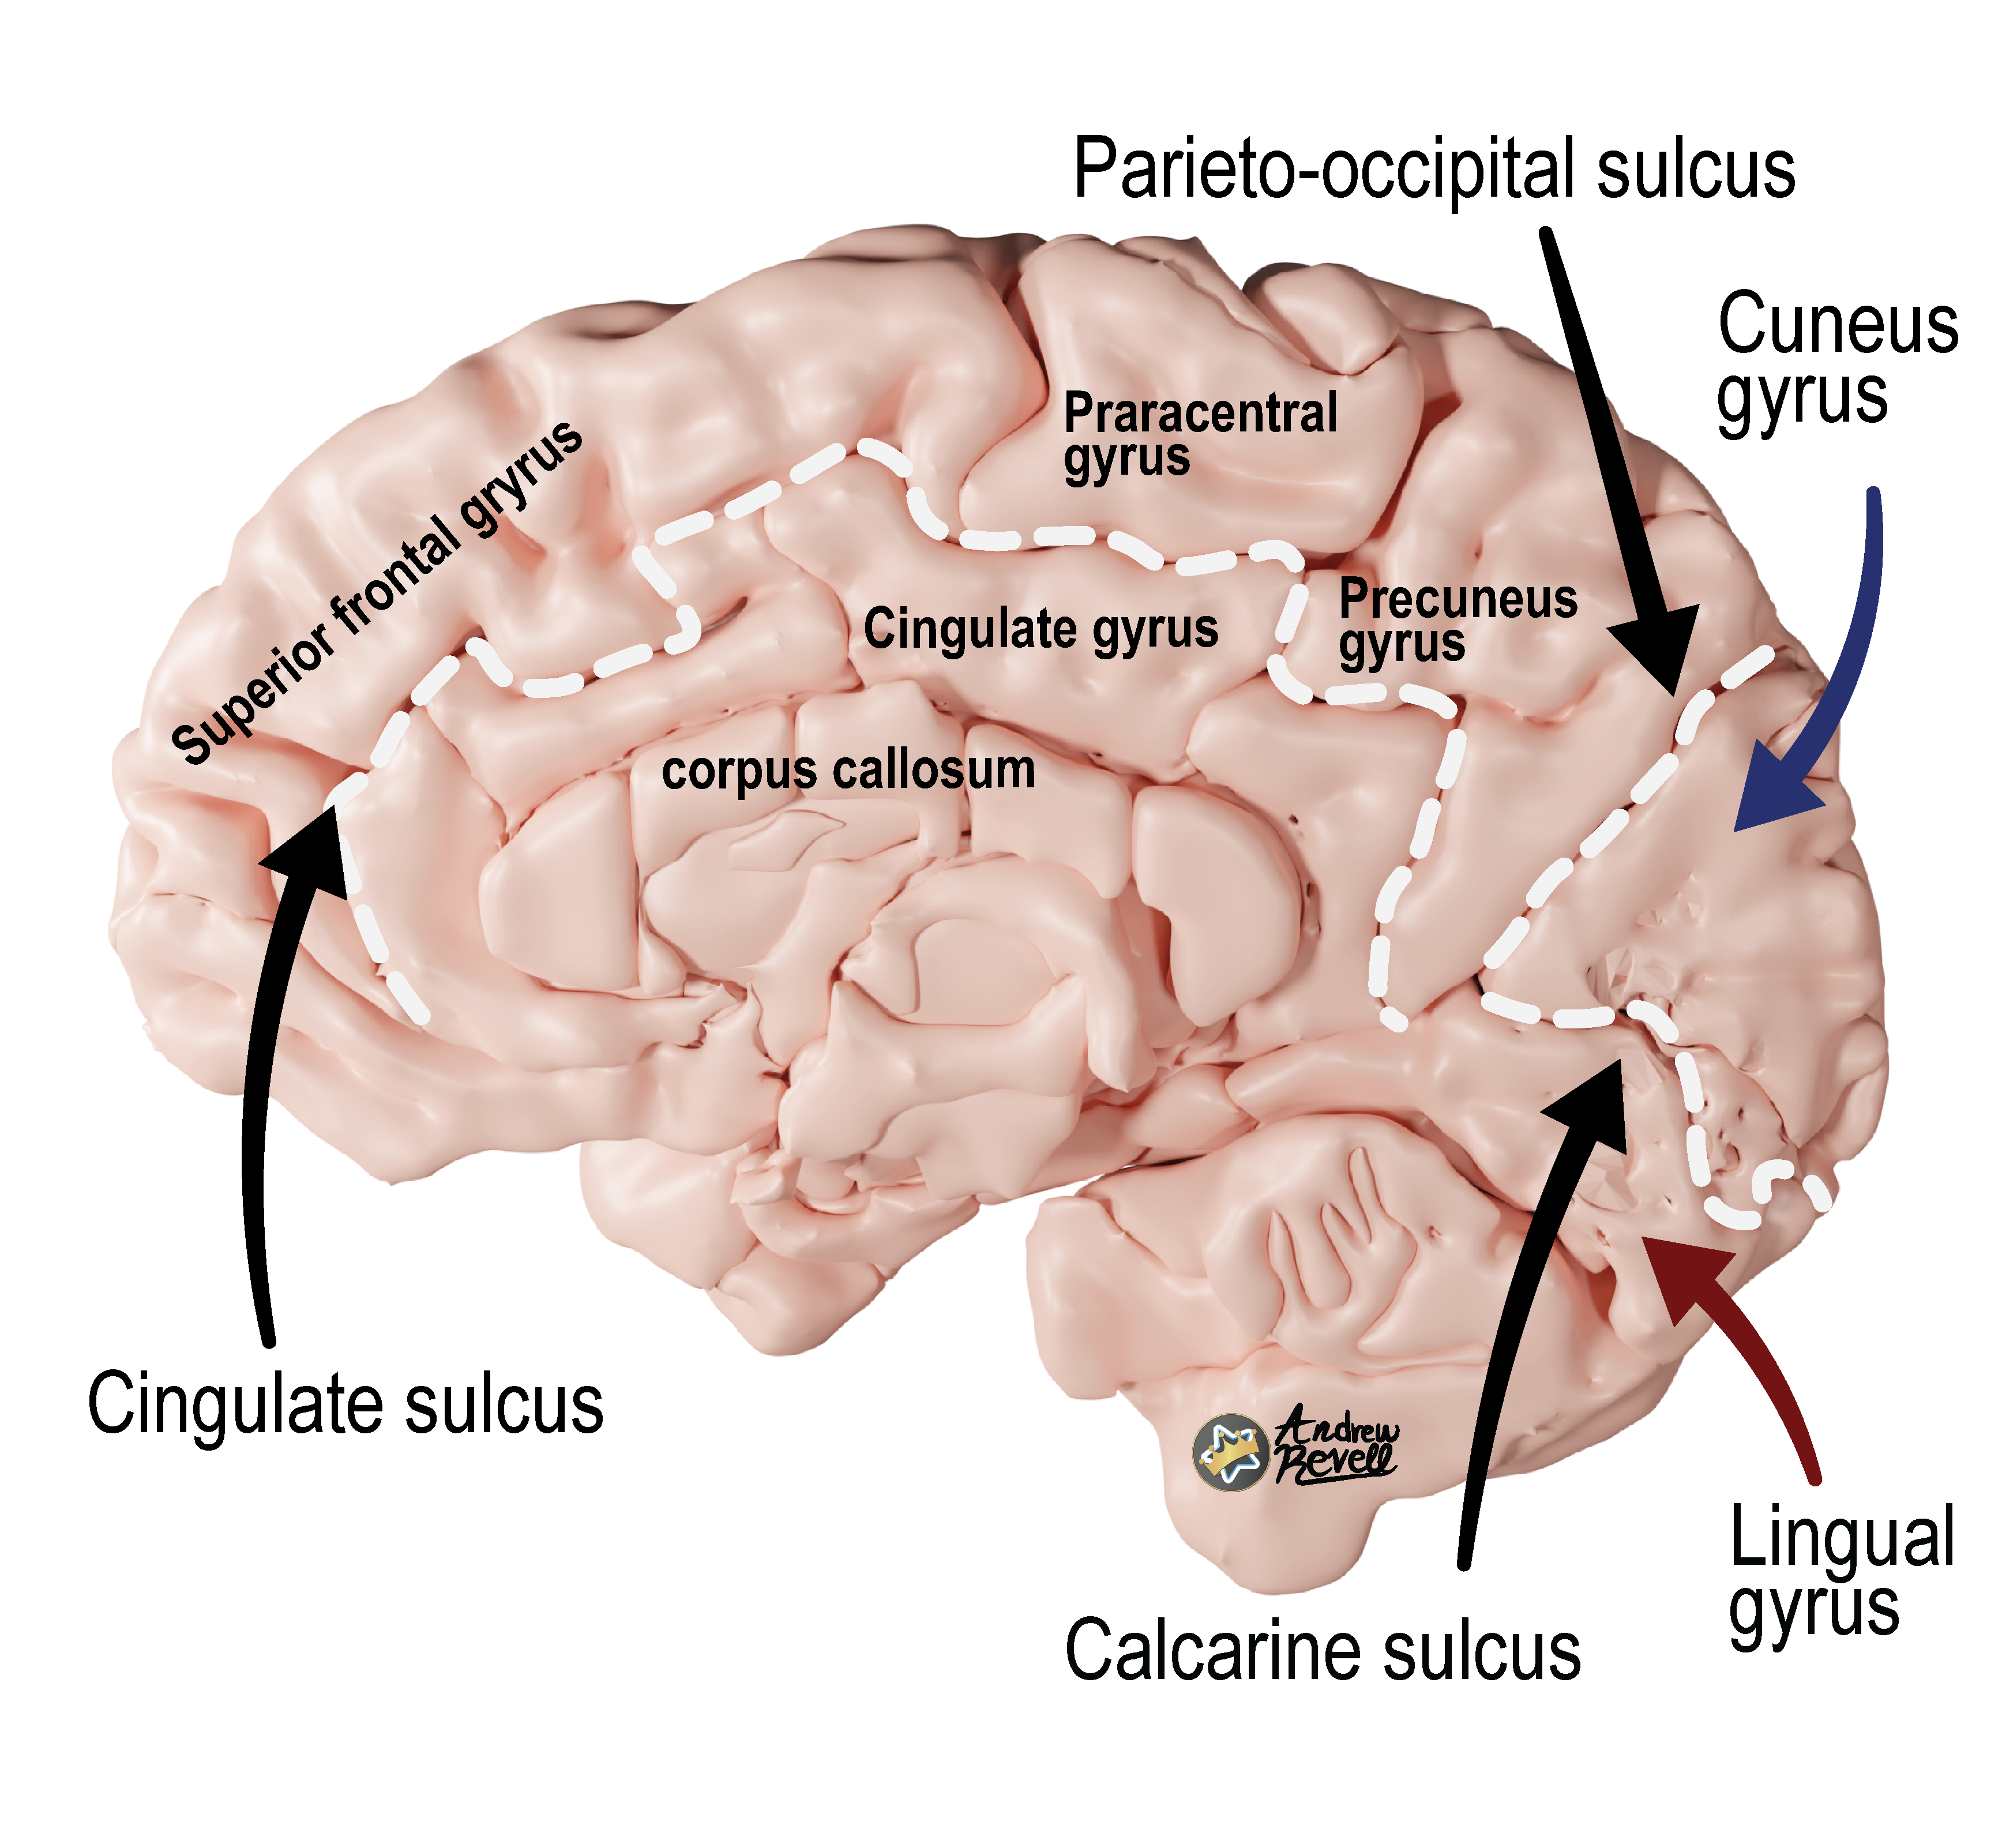 Parieto-occipital sulcus
Cuneus
gyrus
Praracentral
gyrus
Superior frontal gryrus
Cingulate gyrus
Precuneus
gyrus
corpus callosum
Cingulate sulcus
Andrew
Revell
Lingual
gyrus
Calcarine sulcus